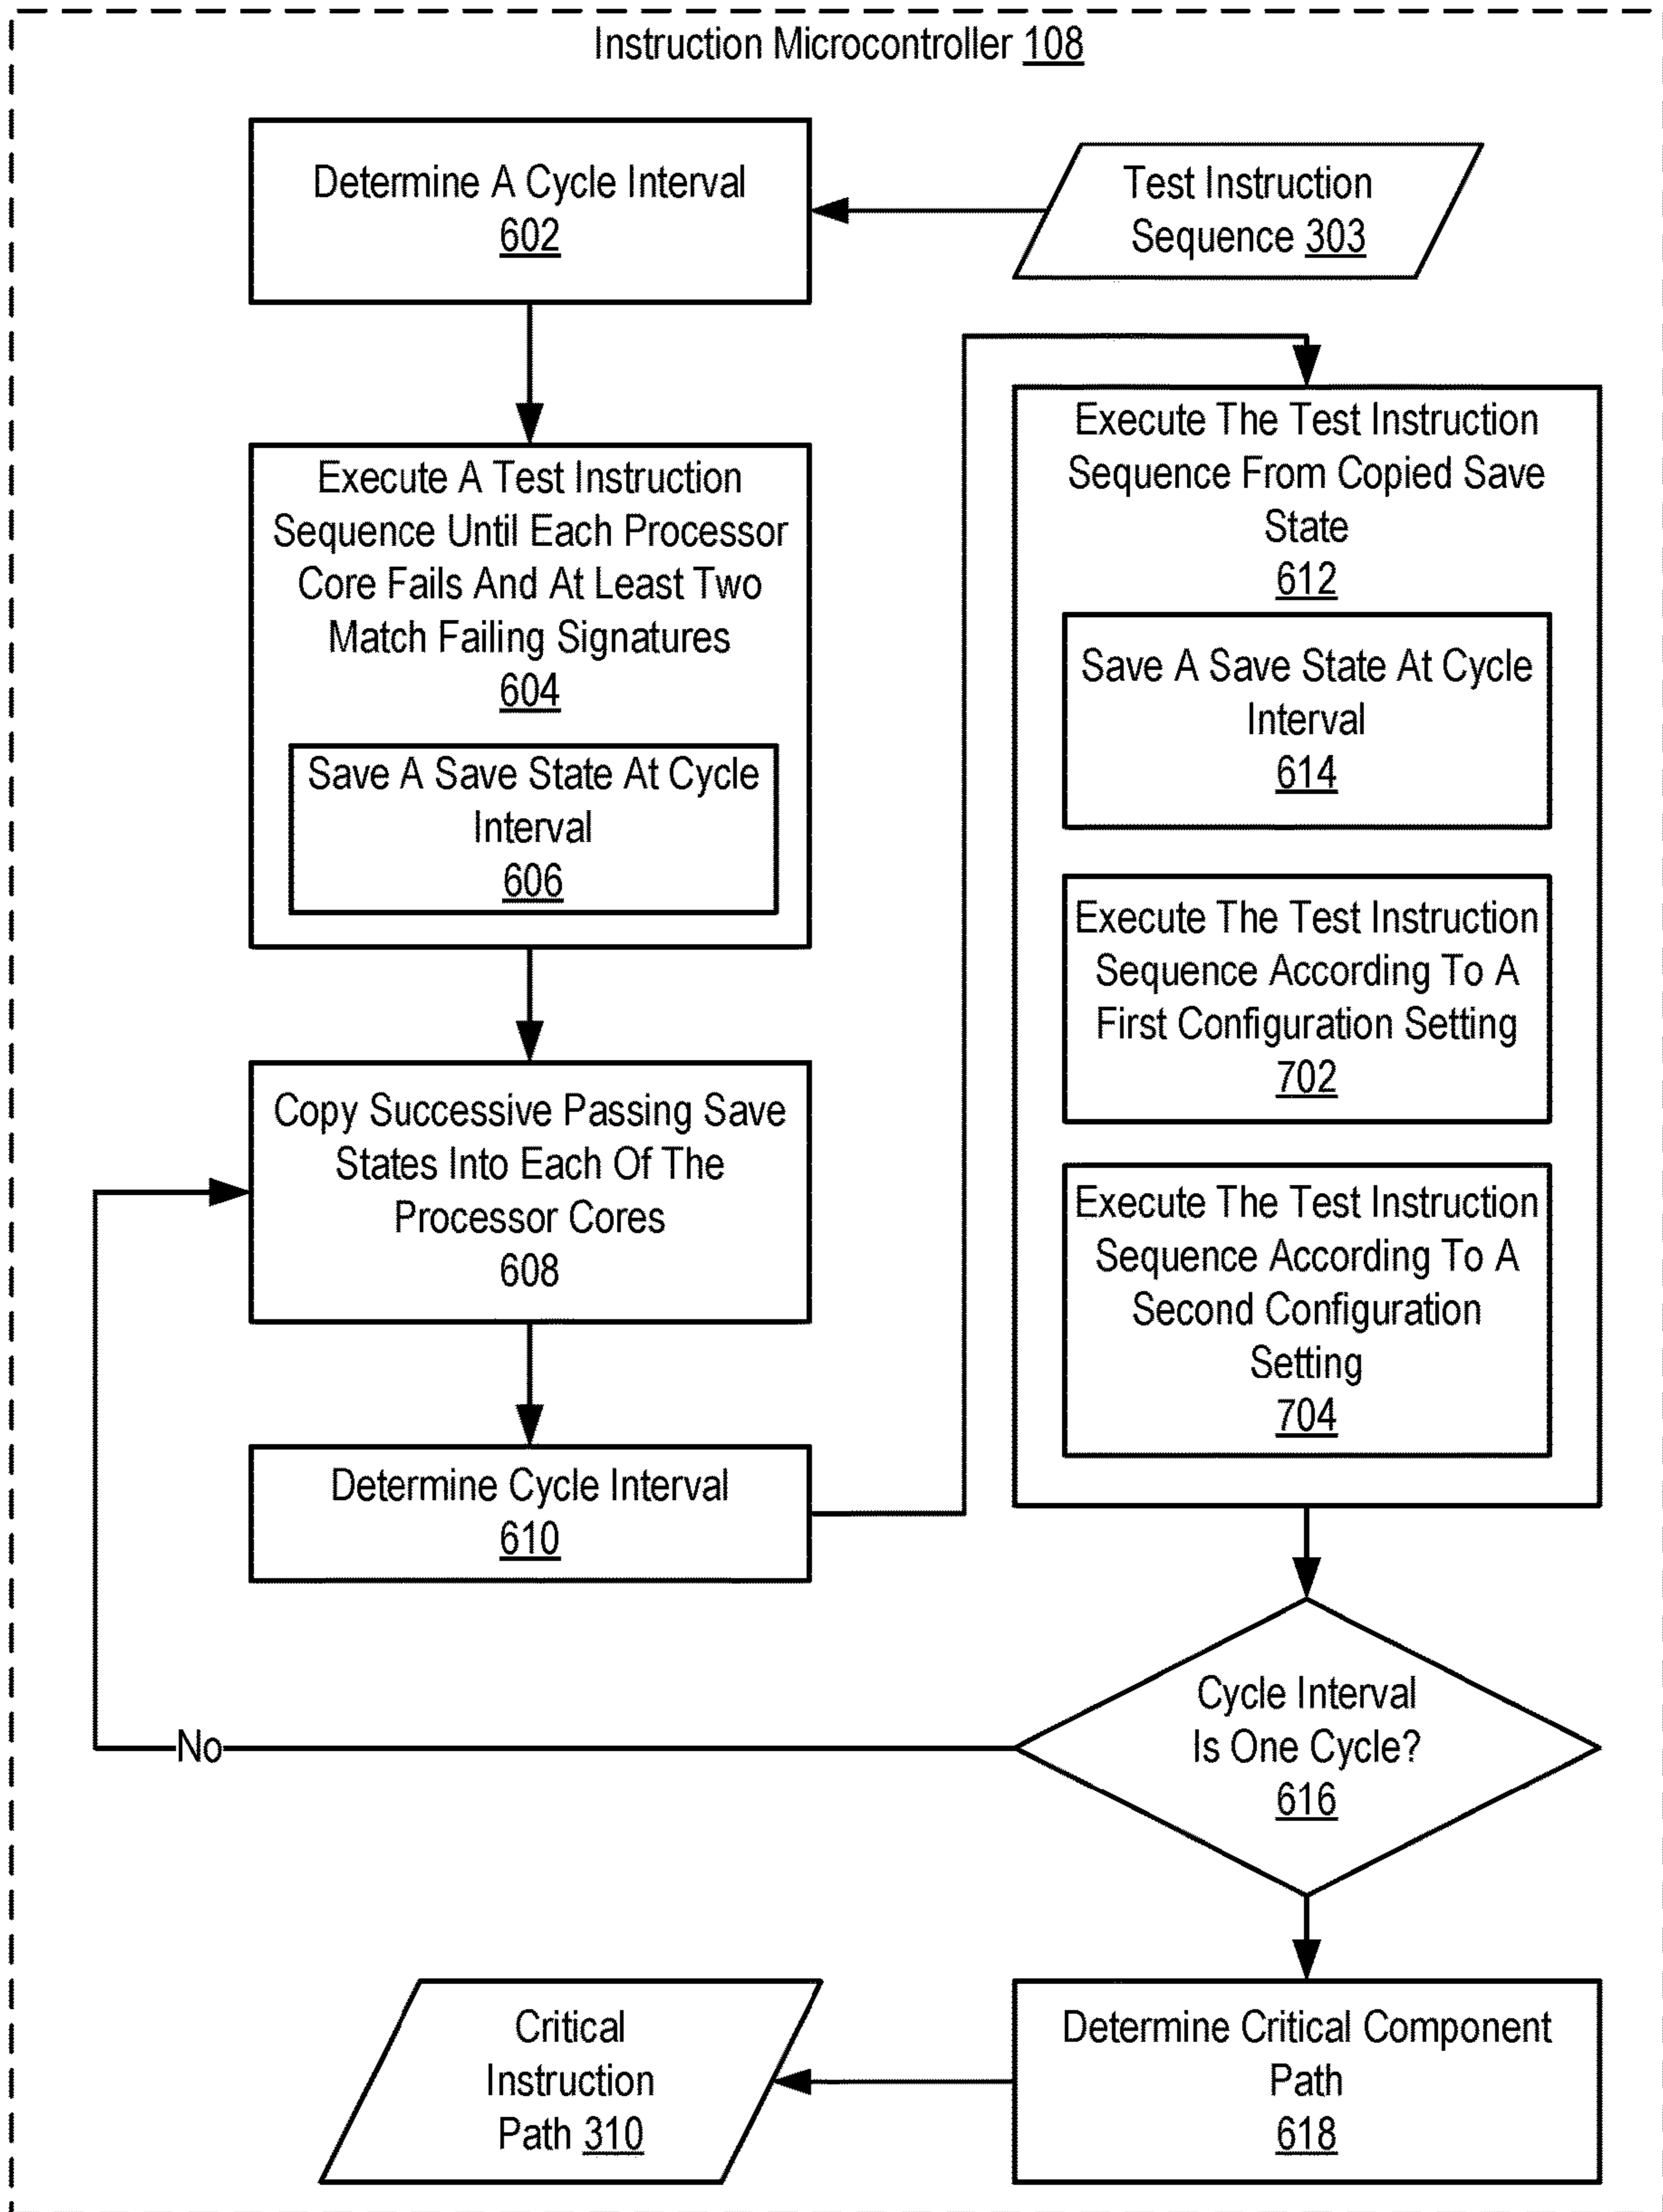 Instruction Microcontroller 108
Determine A Cycle Interval
602
Test Instruction
Sequence 303
Execute A Test Instruction
Sequence Until Each Processor
Core Fails And At Least Two
Match Failing Signatures
604
Save A Save State At Cycle
Interval
606
Copy Successive Passing Save
States Into Each Of The
Processor Cores
608
Determine Cycle Interval
610
Execute The Test Instruction
Sequence From Copied Save
State
612
Save A Save State At Cycle
Interval
614
Execute The Test Instruction
Sequence According To A
First Configuration Setting
702
Execute The Test Instruction
Sequence According To A
Second Configuration
Setting
704
Cycle Interval
Is One Cycle?
616
No
Determine Critical Component
Path
618
Critical
Instruction
Path 310